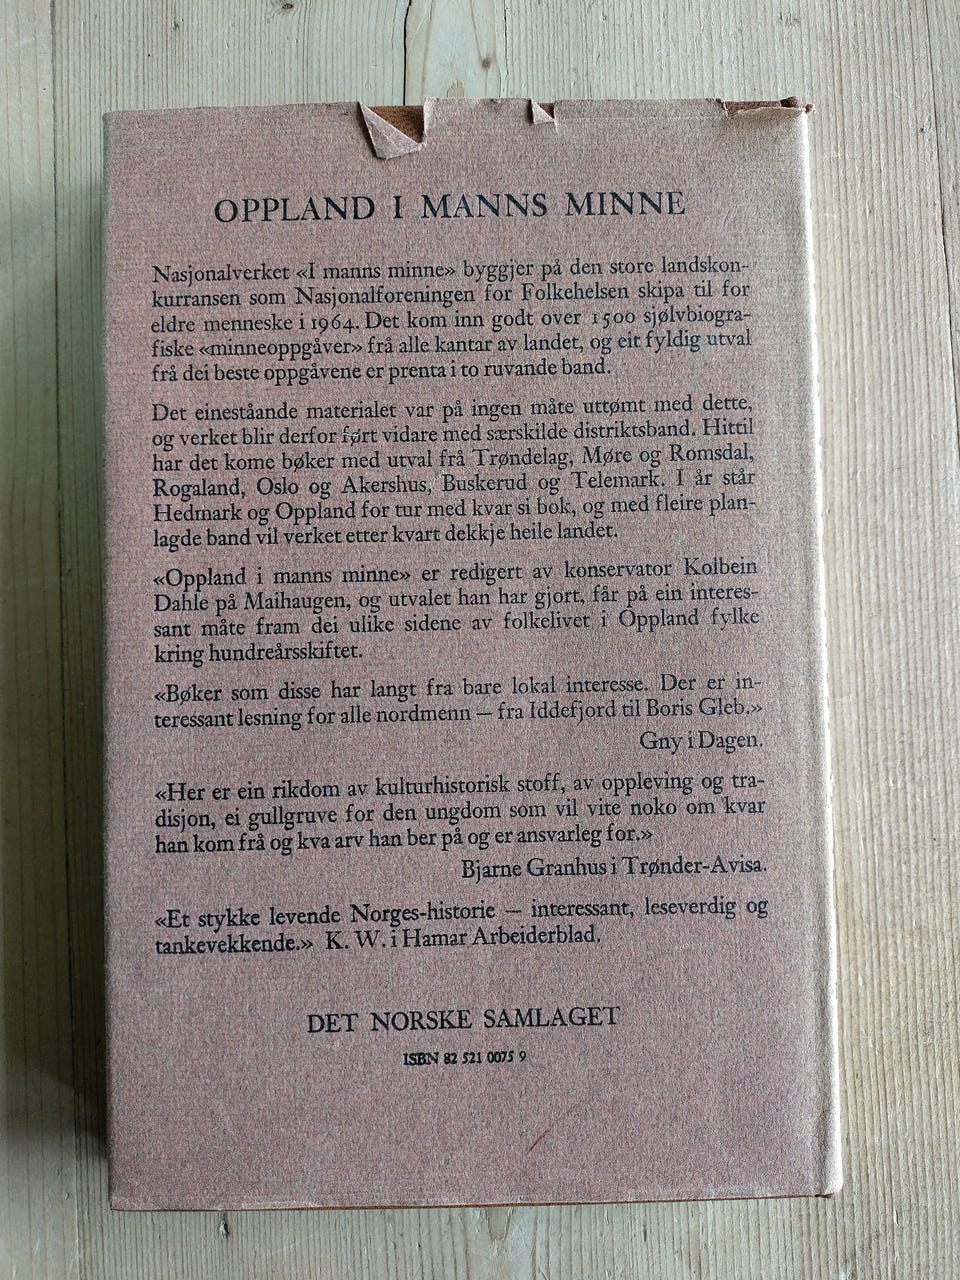 OPPLAND I MANNS MINNE
Nasjonalverket «I manns minne» byggjer på den store landskon-
kurransen som Nasjonalforeningen for Folkehelsen skipa til for
eldre menneske i 1964. Det kom inn godt over 1500 sjølvbiogra-
fiske «minneoppgåver» frå alle kantar av landet, og eit fyldig utval
frå dei beste oppgåvene er prenta i to ruvande band.
Det eineståande materialet var på ingen måte uttømt med dette,
og verket blir derfor ført vidare med særskilde distriktsband. Hittil
har det kome bøker med utval frå Trøndelag, Møre og Romsdal,
Rogaland, Oslo og Akershus, Buskerud og Telemark. I år står
Hedmark og Oppland for tur med kvar si bok, og med fleire plan-
lagde band vil verket etter kvart dekkje heile landet.
«Oppland i manns minne» er redigert av konservator Kolbein
Dahle på Maihaugen, og utvalet han har gjort, får på ein interes-
sant måte fram dei ulike sidene av folkelivet i Oppland fylke
kring hundreårsskiftet.
«Bøker som disse har langt fra bare lokal interesse. Der er in-
teressant lesning for alle nordmenn — fra Iddefjord til Boris Gleb.»
Gny i Dagen.
«Her er ein rikdom av kulturhistorisk stoff, av oppleving og tra-
disjon, ei gullgruve for den ungdom som vil vite noko om kvar
han kom frå og kva arv han ber på og er ansvarleg for.»
Bjarne Granhus i Trønder-Avisa.
«Et stykke levende Norges-historie — interessant, leseverdig og
tankevekkende.» K. W. i Hamar Arbeiderblad.
DET NORSKE SAMLAGET
ISBN 82 521 0075 9